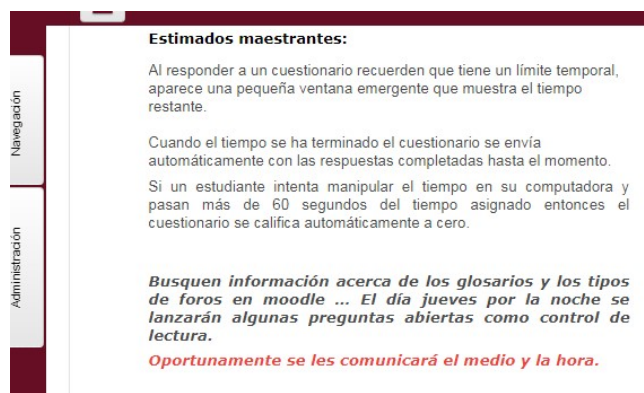 Estimados maestrantes:
Al responder a un cuestionario recuerden que tiene un límite temporal,
aparece una pequeña ventana emergente que muestra el tiempo
restante.
Cuando el tiempo se ha terminado el cuestionario se envía
automáticamente con las respuestas completadas hasta el momento.
Si un estudiante intenta manipular el tiempo en su computadora y
pasan más de 60 segundos del tiempo asignado entonces el
cuestionario se califica automáticamente a cero.
Busquen información acerca de los glosarios y los tipos
de foros en moodle ... El día jueves por la noche se
lanzarán algunas preguntas abiertas como control de
lectura.
Oportunamente se les comunicará el medio y la hora.
Navegación
Administración